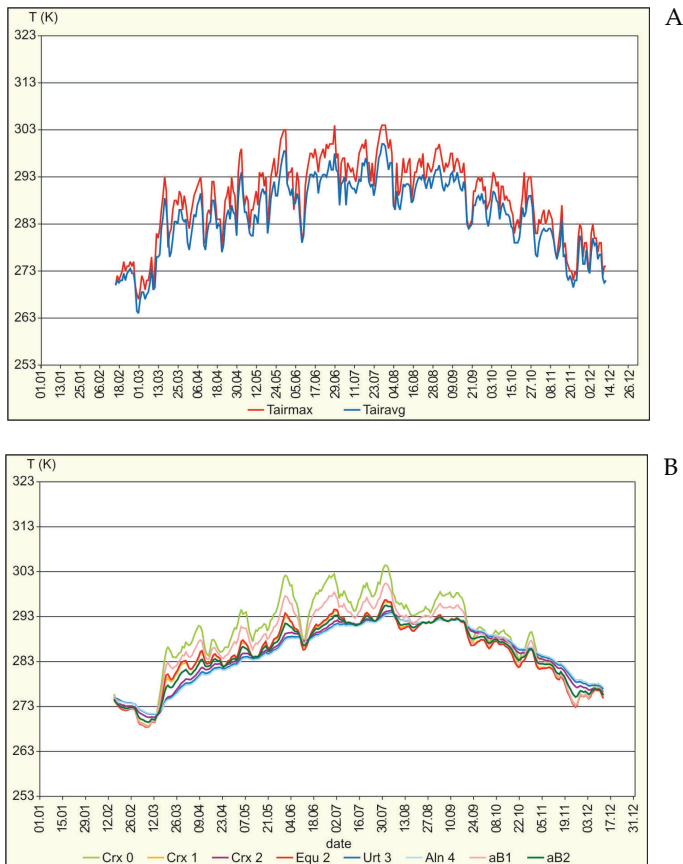 T (K)
A
323
313
303
293
283
273
263
253
01.01 13.01 25.01 06.02 18.02 01.03 13.03 25.03 06.04 18.04 30.04 12.05 24.05 05.06 17.06 29.06 11.07 23.07 04.08 16.08 28.08 09.09 21.09 03.10 15.10 27.10 08.11 20.11 02.12 14.12 26.12
Tairmax Tairavg
B
T (K)
323
313
303
293
283
273
263
253
01.01 15.01 29.01 12.02 26.02 12.03 26.03 09.04 23.04 07.05 21.05 04.06 18.06 02.07 16.07 30.07 13.08 27.08 10.09 24.09 08.10 22.10 05.11 19.11 03.12 17.12 31.12
date
Crx 0 Crx 1 Crx 2 Equ 2 Urt 3 Aln 4 aB1 aB2